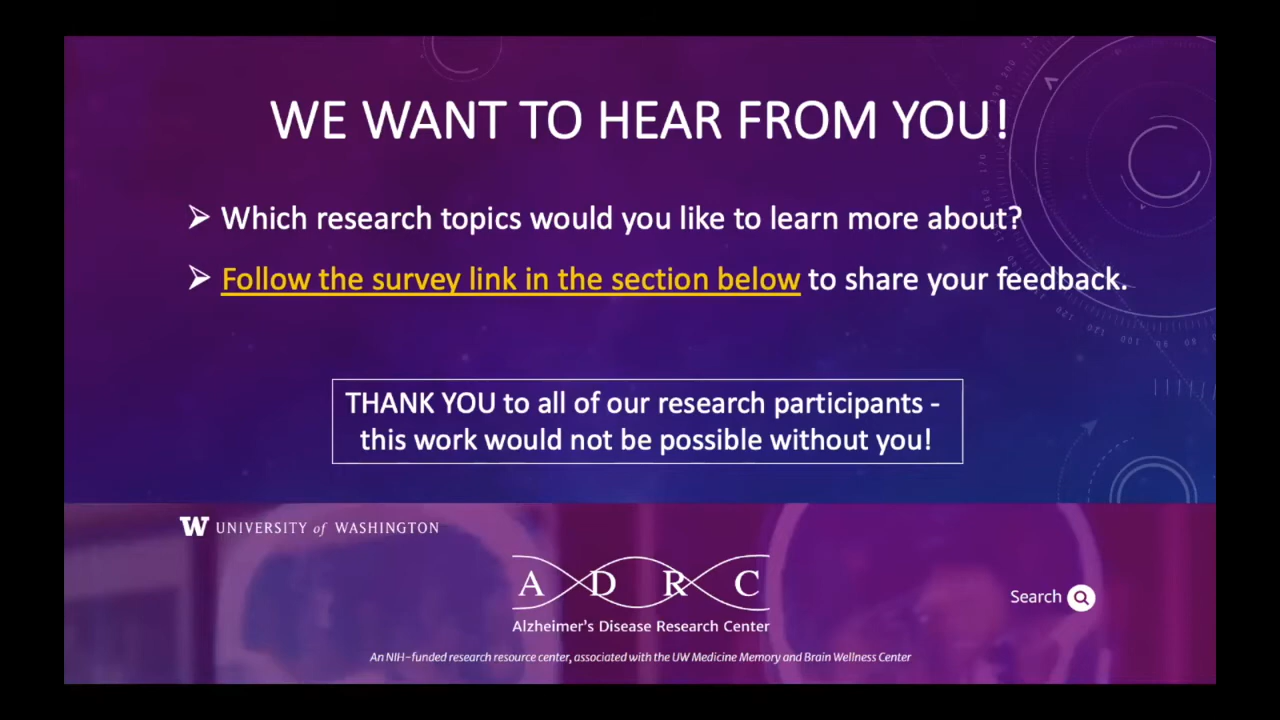 WE WANT TO HEAR FROM YOU!
Which research topics would you like to learn more about?
Follow the survey link in the section below to share your feedback.
THANK YOU to all of our research participants -
this work would not be possible without you!
W UNIVERSITY of WASHINGTON
A D R C
Alzheimer's Disease Research Center
Search
An NIH-funded research resource center, associated with the UW Medicine Memory and Brain Wellness Center